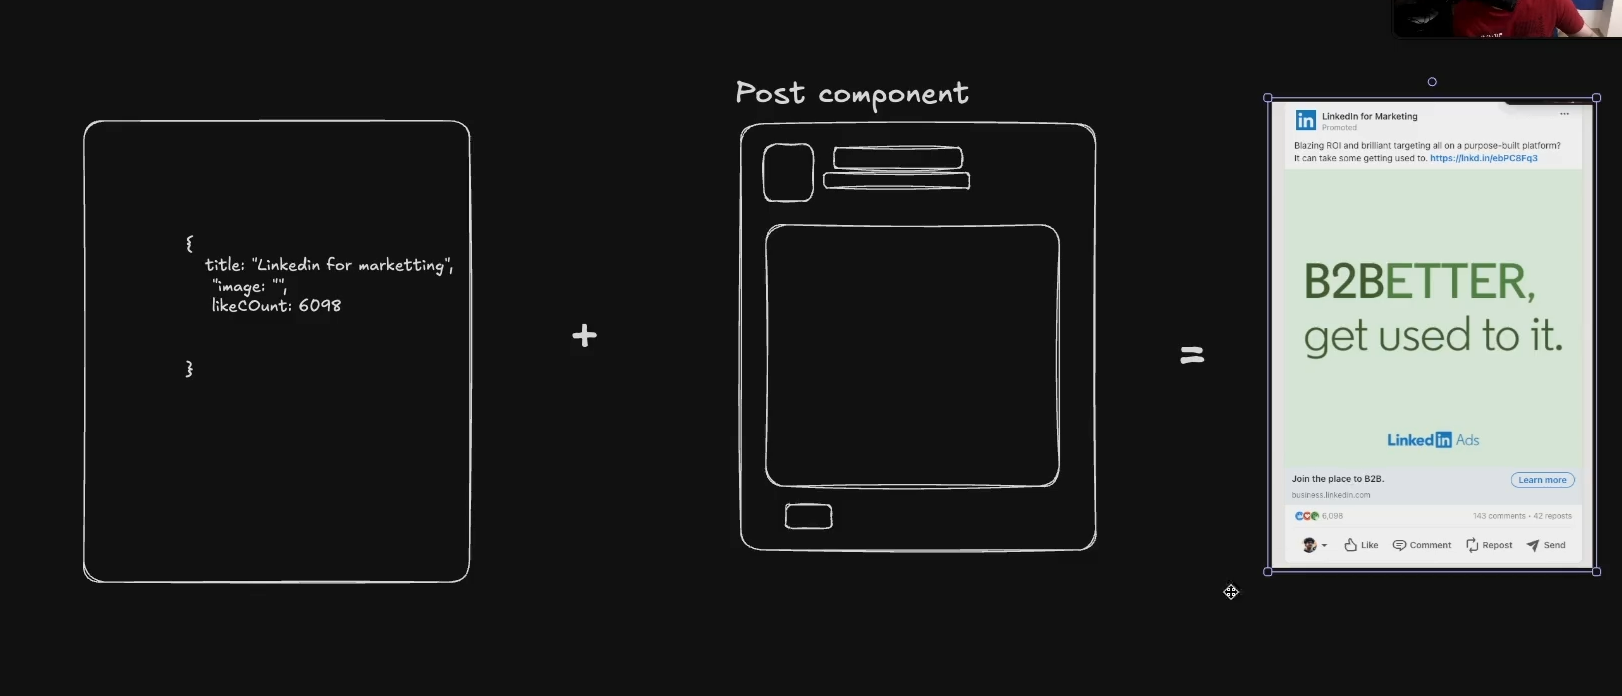 Post component
{
title: "Linkedin for marketting",
"image: "",
likeCOunt: 6098
}
+
=
in
LinkedIn for Marketing
Promoted
Blazing ROI and brilliant targeting all on a purpose-built platform?
It can take some getting used to. https://lnkd.in/ebPC8Fq3
B2BETTER,
get used to it.
Linked in Ads
Join the place to B2B.
Learn more
business.linkedin.com
6,098
143 comments • 42 reposts
Like
Comment
Repost
Send